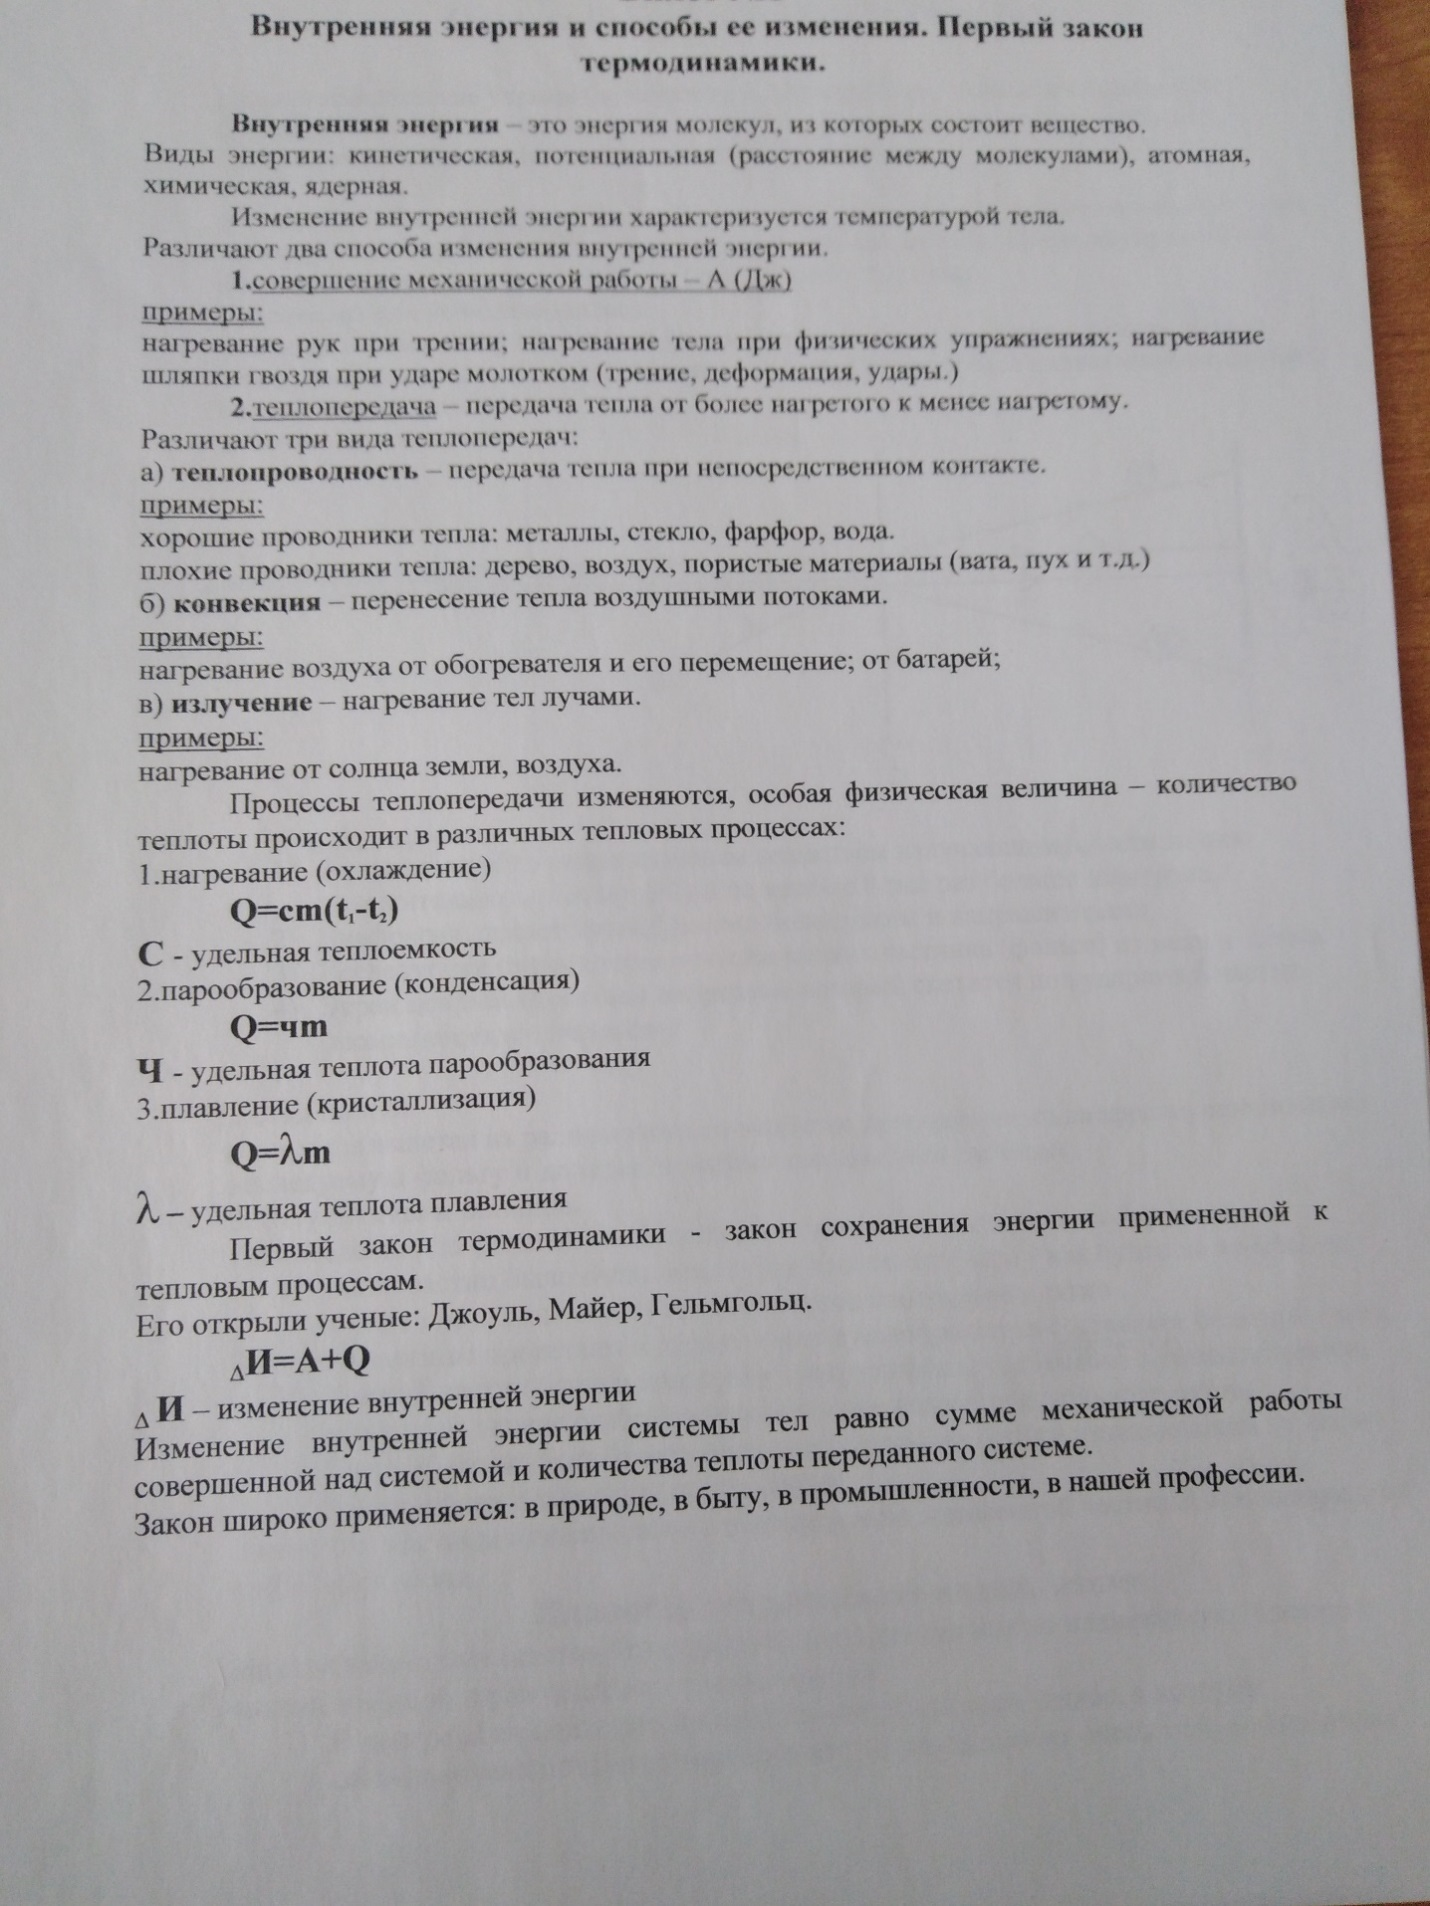 Внутренняя энергия и способы ее изменения. Первый закон
термодинамики.
Внутренняя энергия – это энергия молекул, из которых состоит вещество.
Виды энергии: кинетическая, потенциальная (расстояние между молекулами), атомная,
химическая, ядерная.
Изменение внутренней энергии характеризуется температурой тела.
Различают два способа изменения внутренней энергии.
1.совершение механической работы – А (Дж)
примеры:
нагревание рук при трении; нагревание тела при физических упражнениях; нагревание
шляпки гвоздя при ударе молотком (трение, деформация, удары.)
2.теплопередача – передача тепла от более нагретого к менее нагретому.
Различают три вида теплопередач:
а) теплопроводность – передача тепла при непосредственном контакте.
примеры:
хорошие проводники тепла: металлы, стекло, фарфор, вода.
плохие проводники тепла: дерево, воздух, пористые материалы (вата, пух и т.д.)
б) конвекция – перенесение тепла воздушными потоками.
примеры:
нагревание воздуха от обогревателя и его перемещение; от батарей;
в) излучение – нагревание тел лучами.
примеры:
нагревание от солнца земли, воздуха.
Процессы теплопередачи изменяются, особая физическая величина – количество
теплоты происходит в различных тепловых процессах:
1.нагревание (охлаждение)
Q=cm(t₁-t₂)
С - удельная теплоемкость
2.парообразование (конденсация)
Q=чm
Ч - удельная теплота парообразования
3.плавление (кристаллизация)
Q=λm
λ – удельная теплота плавления
Первый закон термодинамики - закон сохранения энергии примененной к
тепловым процессам.
Его открыли ученые: Джоуль, Майер, Гельмгольц.
ΔИ=А+Q
Δ И – изменение внутренней энергии
Изменение внутренней энергии системы тел равно сумме механической работы
совершенной над системой и количества теплоты переданного системе.
Закон широко применяется: в природе, в быту, в промышленности, в нашей профессии.